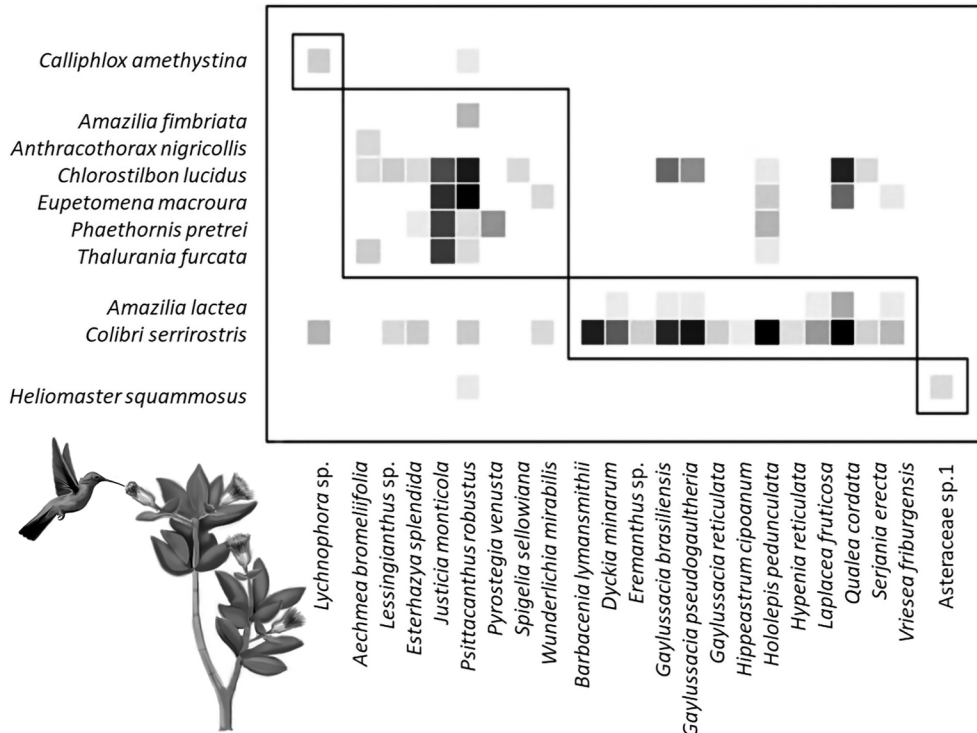 Calliphlox amethystina
Amazilia fimbriata
Anthracothorax nigricollis
Chlorostilbon lucidus
Eupetomena macroura
Phaethornis pretrei
Thalurania furcata
Amazilia lactea
Colibri serrirostris
Heliomaster squammosus
Lychnophora sp.
Aechmea bromeliifolia
Lessingianthus sp.
Esterhazya splendida
Justicia monticola
Psittacanthus robustus
Pyrostegia venusta
Spigelia sellowiana
Wunderlichia mirabilis
Barbacenia lymansmithii
Dyckia minarum
Eremanthus sp.
Gaylussacia brasiliensis
Gaylussacia pseudogaultheria
Gaylussacia reticulata
Hippeastrum cipoanum
Hololepis pedunculata
Hypenia reticulata
Laplacea fruticosa
Qualea cordata
Serjania erecta
Vriesea friburgensis
Asteraceae sp.1